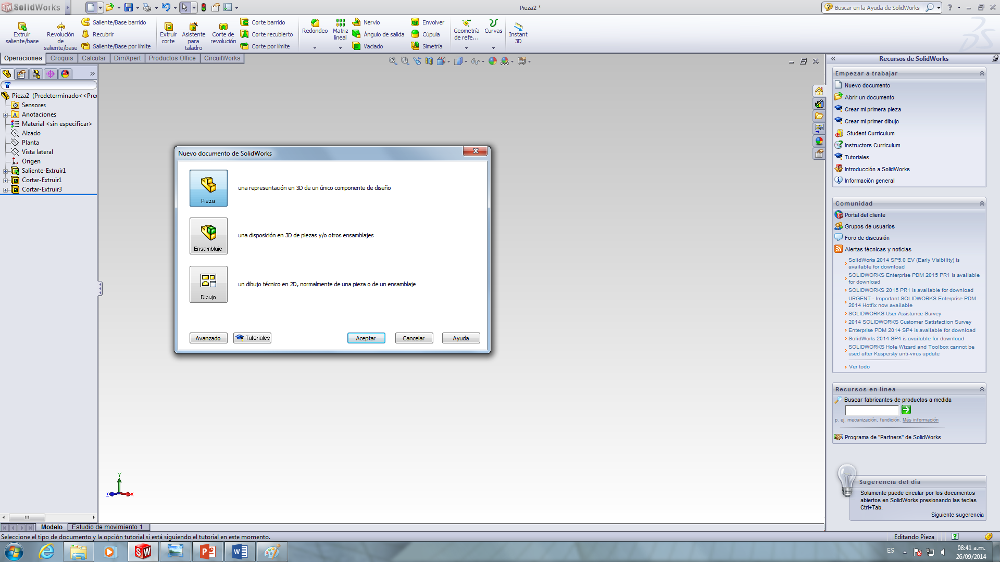 SolidWorks
Pieza2 *
Buscar en la Ayuda de SolidWorks
Extruir saliente/base
Revolución de saliente/base
Saliente/Base barrido
Recubrir
Saliente/Base por límite
Extruir corte
Asistente para taladro
Corte de revolución
Corte barrido
Corte recubierto
Corte por límite
Redondeo
Matriz lineal
Nervio
Ángulo de salida
Vaciado
Envolver
Cúpula
Simetría
Geometría de refe...
Curvas
Instant 3D
Operaciones
Croquis
Calcular
DimXpert
Productos Office
CircuitWorks
Pieza2 (Predeterminado<<Pre
Sensores
Anotaciones
Material <sin especificar>
Alzado
Planta
Vista lateral
Origen
Saliente-Extruir1
Cortar-Extruir1
Cortar-Extruir3
Nuevo documento de SolidWorks
Pieza
una representación en 3D de un único componente de diseño
Ensamblaje
una disposición en 3D de piezas y/o otros ensamblajes
Dibujo
un dibujo técnico en 2D, normalmente de una pieza o de un ensamblaje
Avanzado
Tutoriales
Aceptar
Cancelar
Ayuda
Y
Z
X
Recursos de SolidWorks
Empezar a trabajar
Nuevo documento
Abrir un documento
Crear mi primera pieza
Crear mi primer dibujo
Student Curriculum
Instructors Curriculum
Tutoriales
Introducción a SolidWorks
Información general
Comunidad
Portal del cliente
Grupos de usuarios
Foro de discusión
Alertas técnicas y noticias
SolidWorks 2014 SP5.0 EV (Early Visibility) is
available for download
SOLIDWORKS Enterprise PDM 2015 PR1 is available
for download
SOLIDWORKS 2015 PR1 is available for download
URGENT - Important SOLIDWORKS Enterprise PDM
2014 Hotfix now available
SOLIDWORKS User Assistance Survey
2014 SOLIDWORKS Customer Satisfaction Survey
Enterprise PDM 2014 SP4 is available for download
SolidWorks 2014 SP4 is available for download
SOLIDWORKS Hole Wizard and Toolbox cannot be
used after Kaspersky anti-virus update
Ver todo
Recursos en línea
Buscar fabricantes de productos a medida
p. ej. mecanización, fundición. Más información
Programa de "Partners" de SolidWorks
Sugerencia del día
Solamente puede circular por los documentos
abiertos en SolidWorks presionando las teclas
Ctrl+Tab.
Siguiente sugerencia
Modelo
Estudio de movimiento 1
Seleccione el tipo de documento y la opción tutorial si está siguiendo el tutorial en este momento.
Editando Pieza
ES
08:41 a.m.
26/09/2014